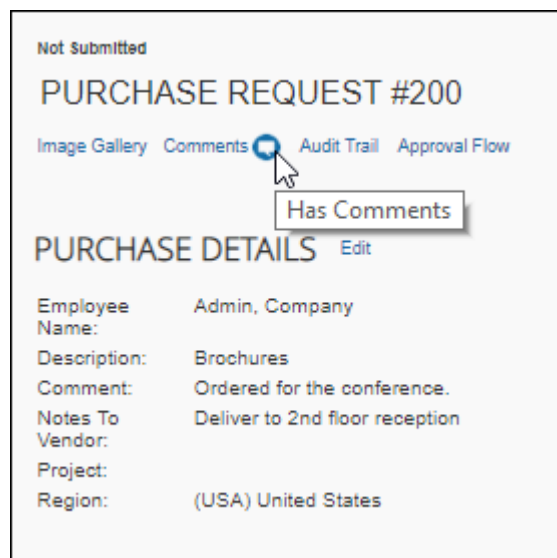 Not Submitted
PURCHASE REQUEST #200
Image Gallery Comments Audit Trail Approval Flow
Has Comments
PURCHASE DETAILS Edit
Employee Name: Admin, Company
Description: Brochures
Comment: Ordered for the conference.
Notes To Vendor: Deliver to 2nd floor reception
Project:
Region: (USA) United States